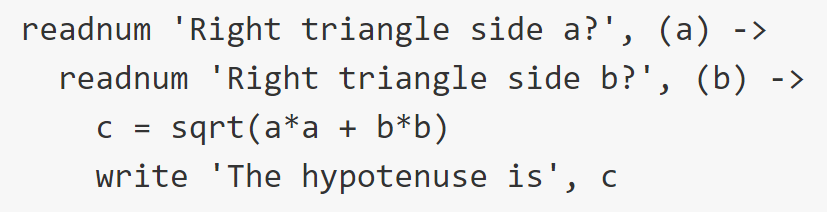 readnum 'Right triangle side a?', (a) ->
  readnum 'Right triangle side b?', (b) ->
    c = sqrt(a*a + b*b)
    write 'The hypotenuse is', c